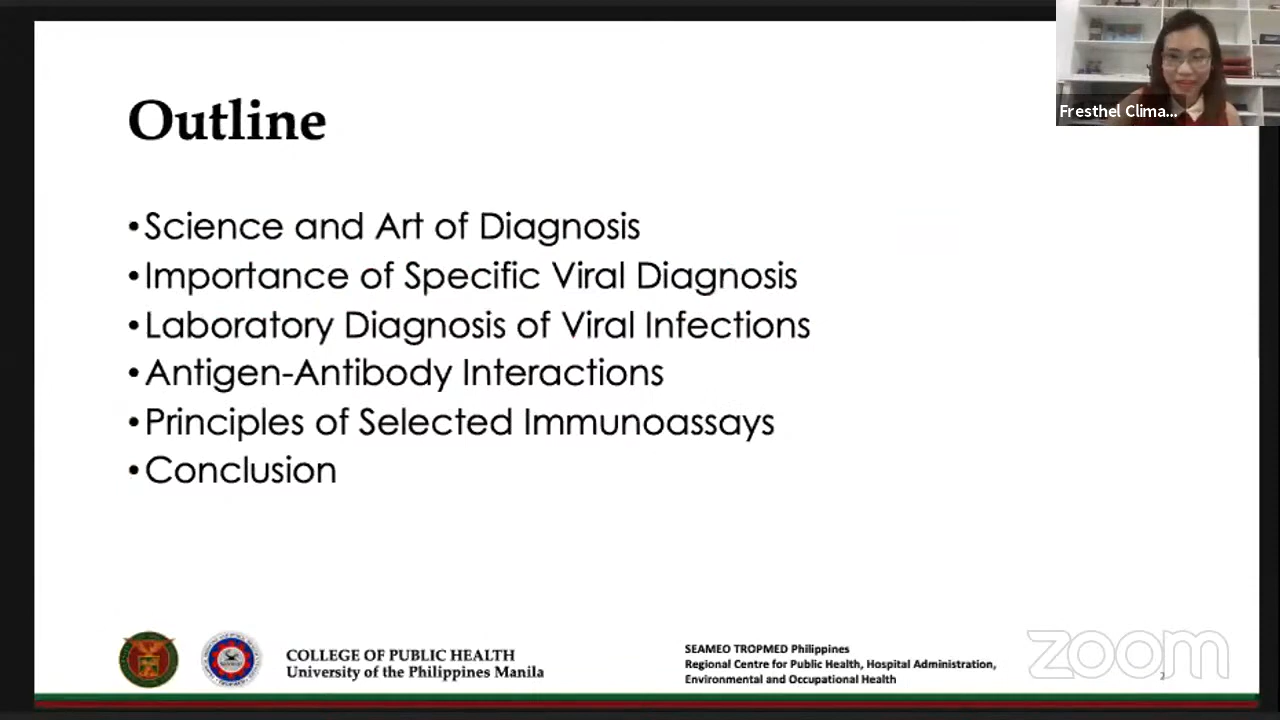 Outline
•Science and Art of Diagnosis
•Importance of Specific Viral Diagnosis
•Laboratory Diagnosis of Viral Infections
•Antigen-Antibody Interactions
•Principles of Selected Immunoassays
•Conclusion
Fresthel Clima...
COLLEGE OF PUBLIC HEALTH
University of the Philippines Manila
SEAMEO TROPMED Philippines
Regional Centre for Public Health, Hospital Administration,
Environmental and Occupational Health
zoom
2